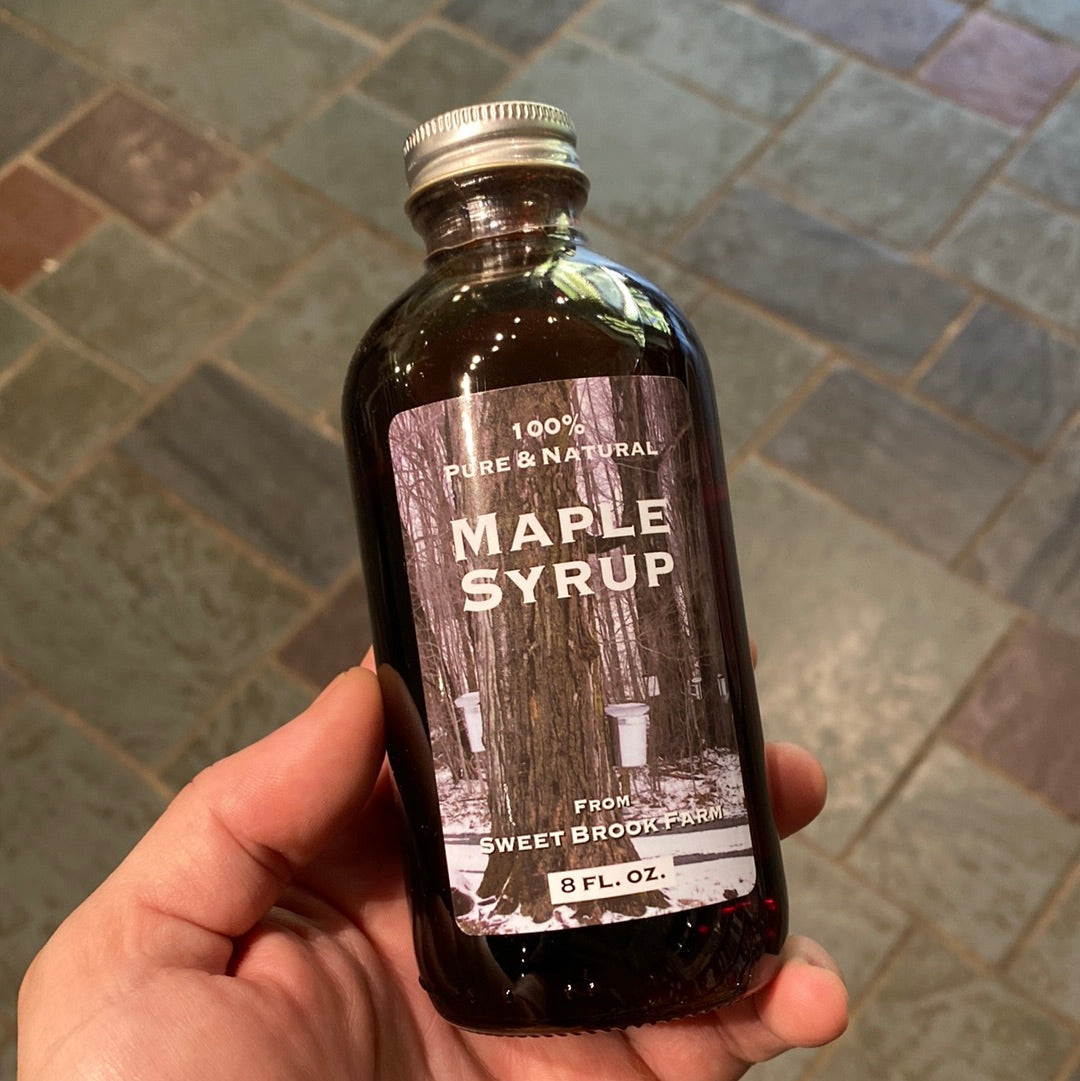 100%
PURE & NATURAL
MAPLE
SYRUP
FROM
SWEET BROOK FARM
8 FL. OZ.